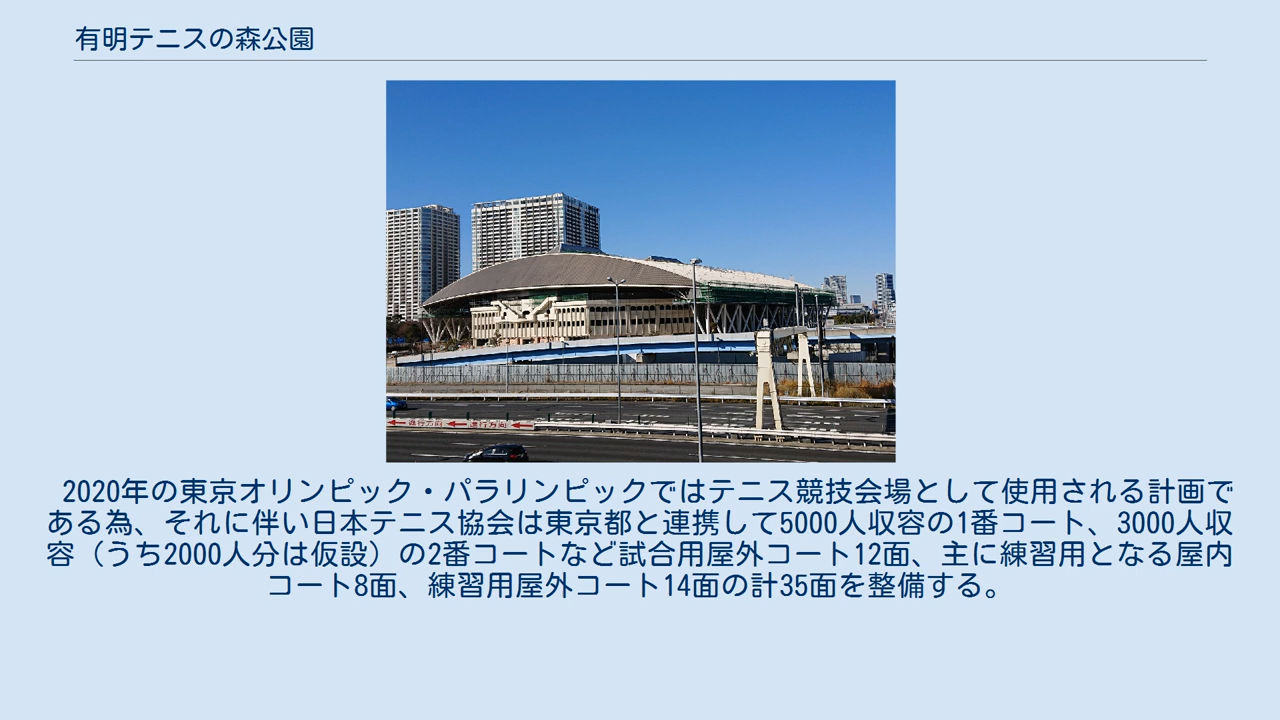 有明テニスの森公園
進行方向 進行方向
2020年の東京オリンピック・パラリンピックではテニス競技会場として使用される計画で
ある為、それに伴い日本テニス協会は東京都と連携して5000人収容の1番コート、3000人収
容（うち2000人分は仮設）の2番コートなど試合用屋外コート12面、主に練習用となる屋内
コート8面、練習用屋外コート14面の計35面を整備する。